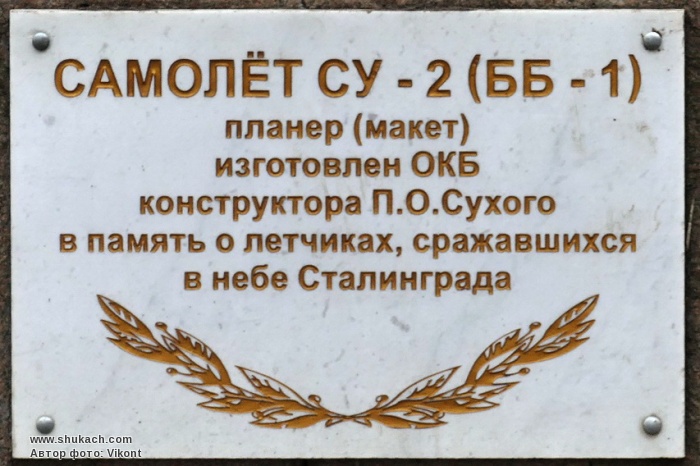 САМОЛЁТ СУ - 2 (ББ - 1)
планер (макет)
изготовлен ОКБ
конструктора П.О.Сухого
в память о летчиках, сражавшихся
в небе Сталинграда
www.shukach.com
Автор фото: Vikont